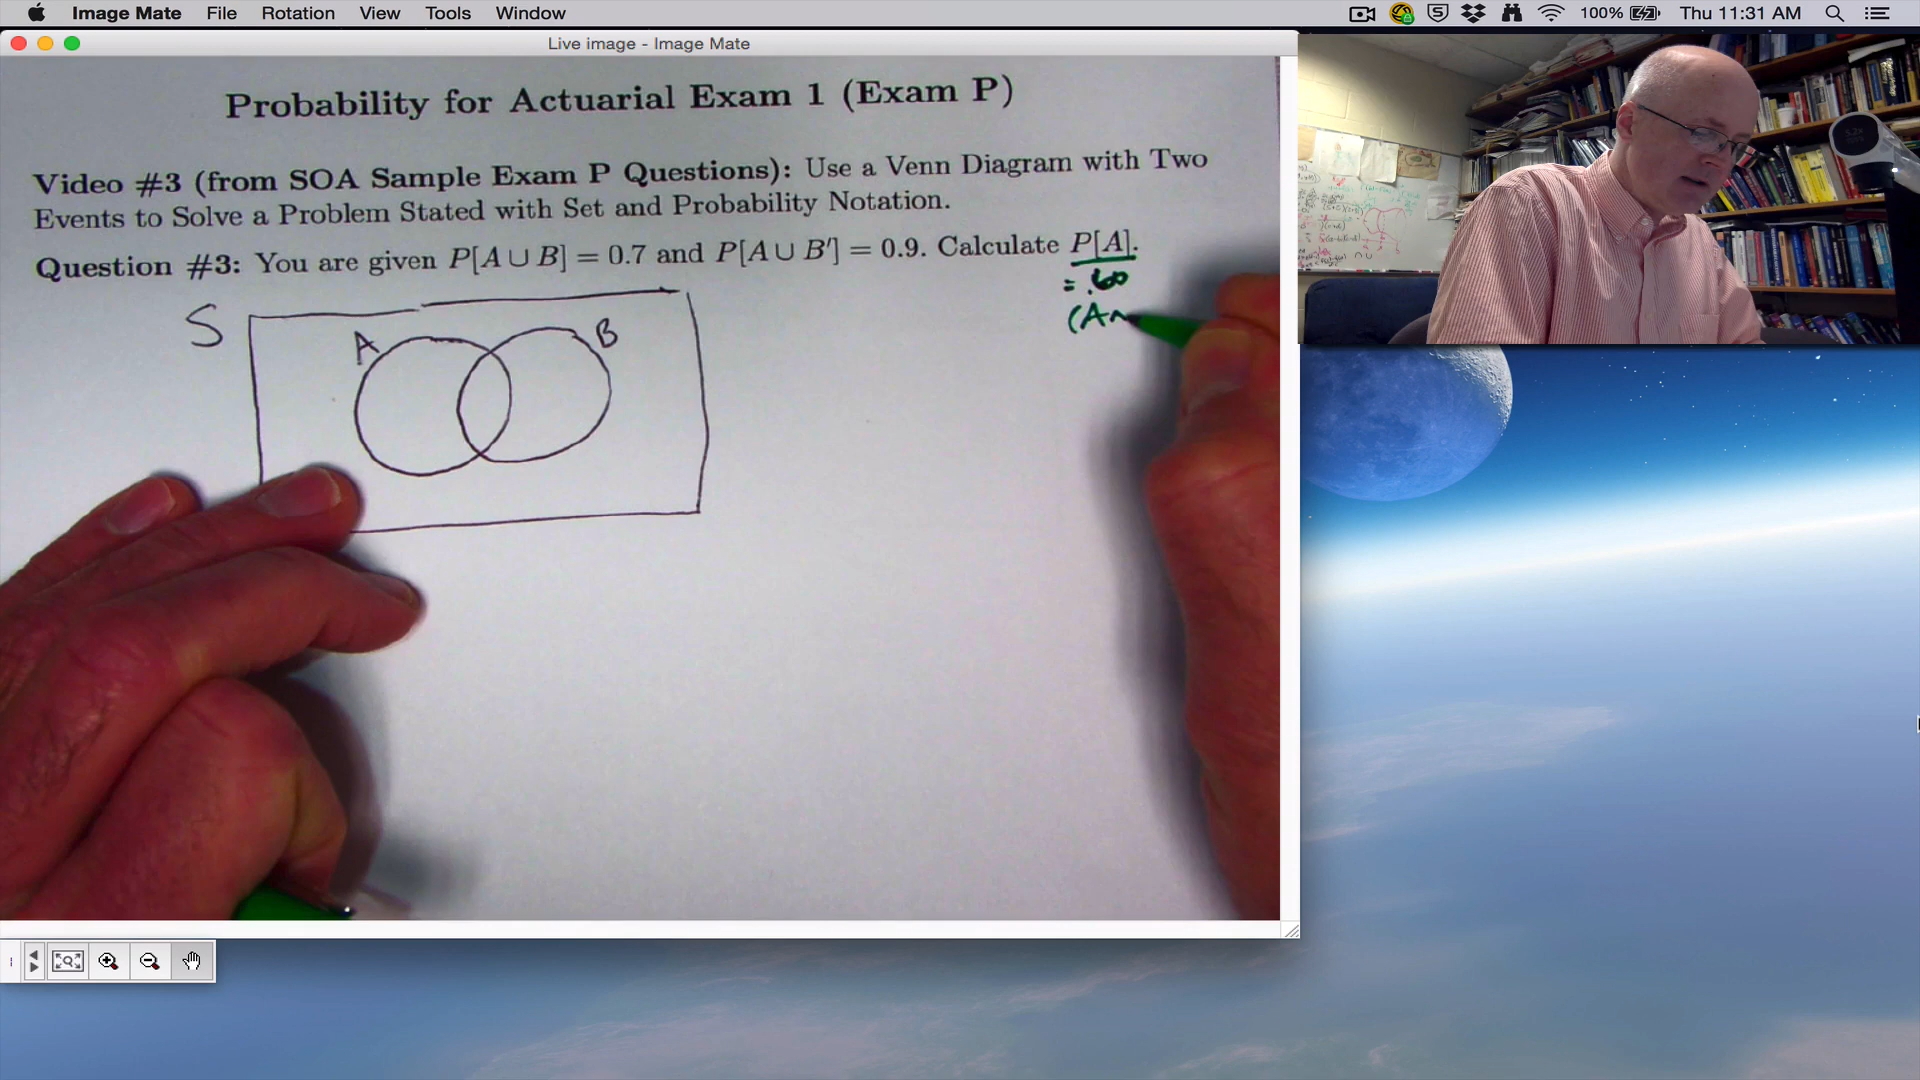 Image Mate File Rotation View Tools Window 100% Thu 11:31 AM
Live image - Image Mate
Probability for Actuarial Exam 1 (Exam P)
Video #3 (from SOA Sample Exam P Questions): Use a Venn Diagram with Two
Events to Solve a Problem Stated with Set and Probability Notation.
Question #3: You are given P[A ∪ B] = 0.7 and P[A ∪ B′] = 0.9. Calculate P[A].
= .60
(An
S
A
B